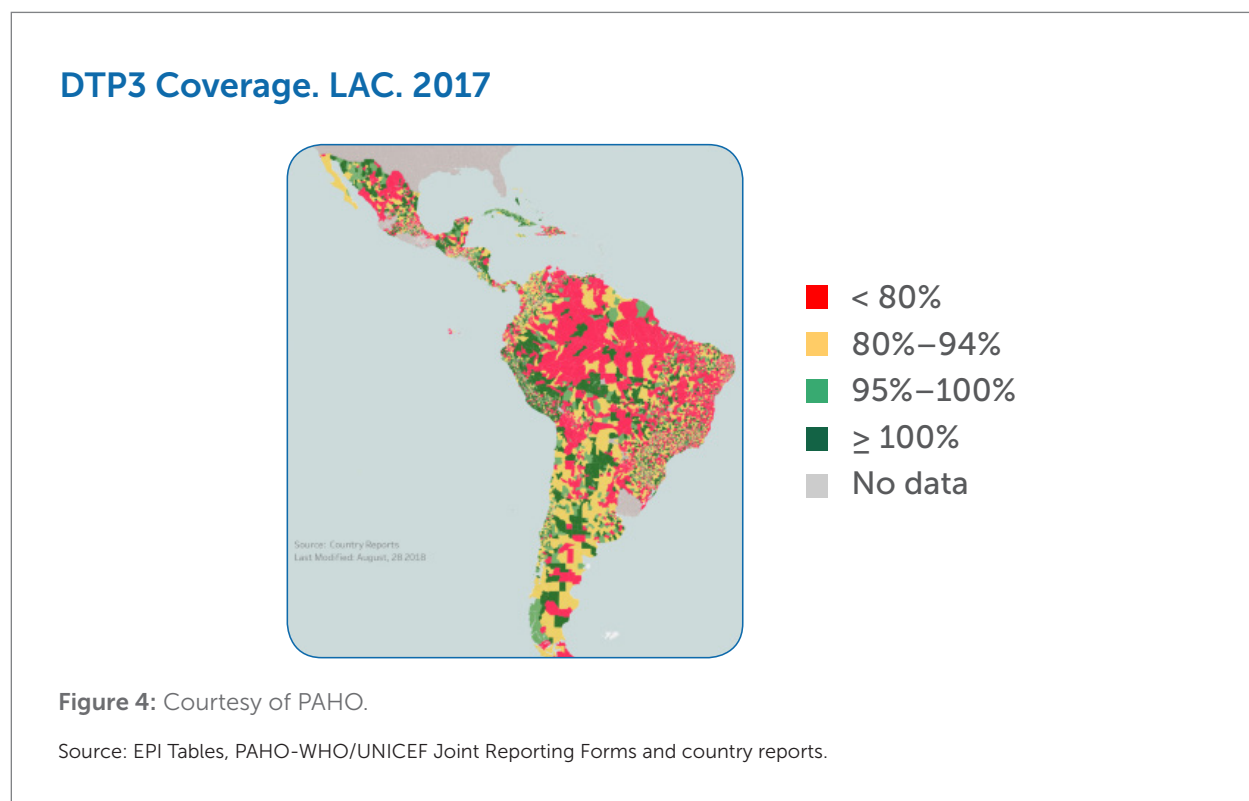 DTP3 Coverage. LAC. 2017
Source: Country Reports
Last Modified: August, 28 2018
< 80%
80%–94%
95%–100%
≥ 100%
No data
Figure 4: Courtesy of PAHO.
Source: EPI Tables, PAHO-WHO/UNICEF Joint Reporting Forms and country reports.